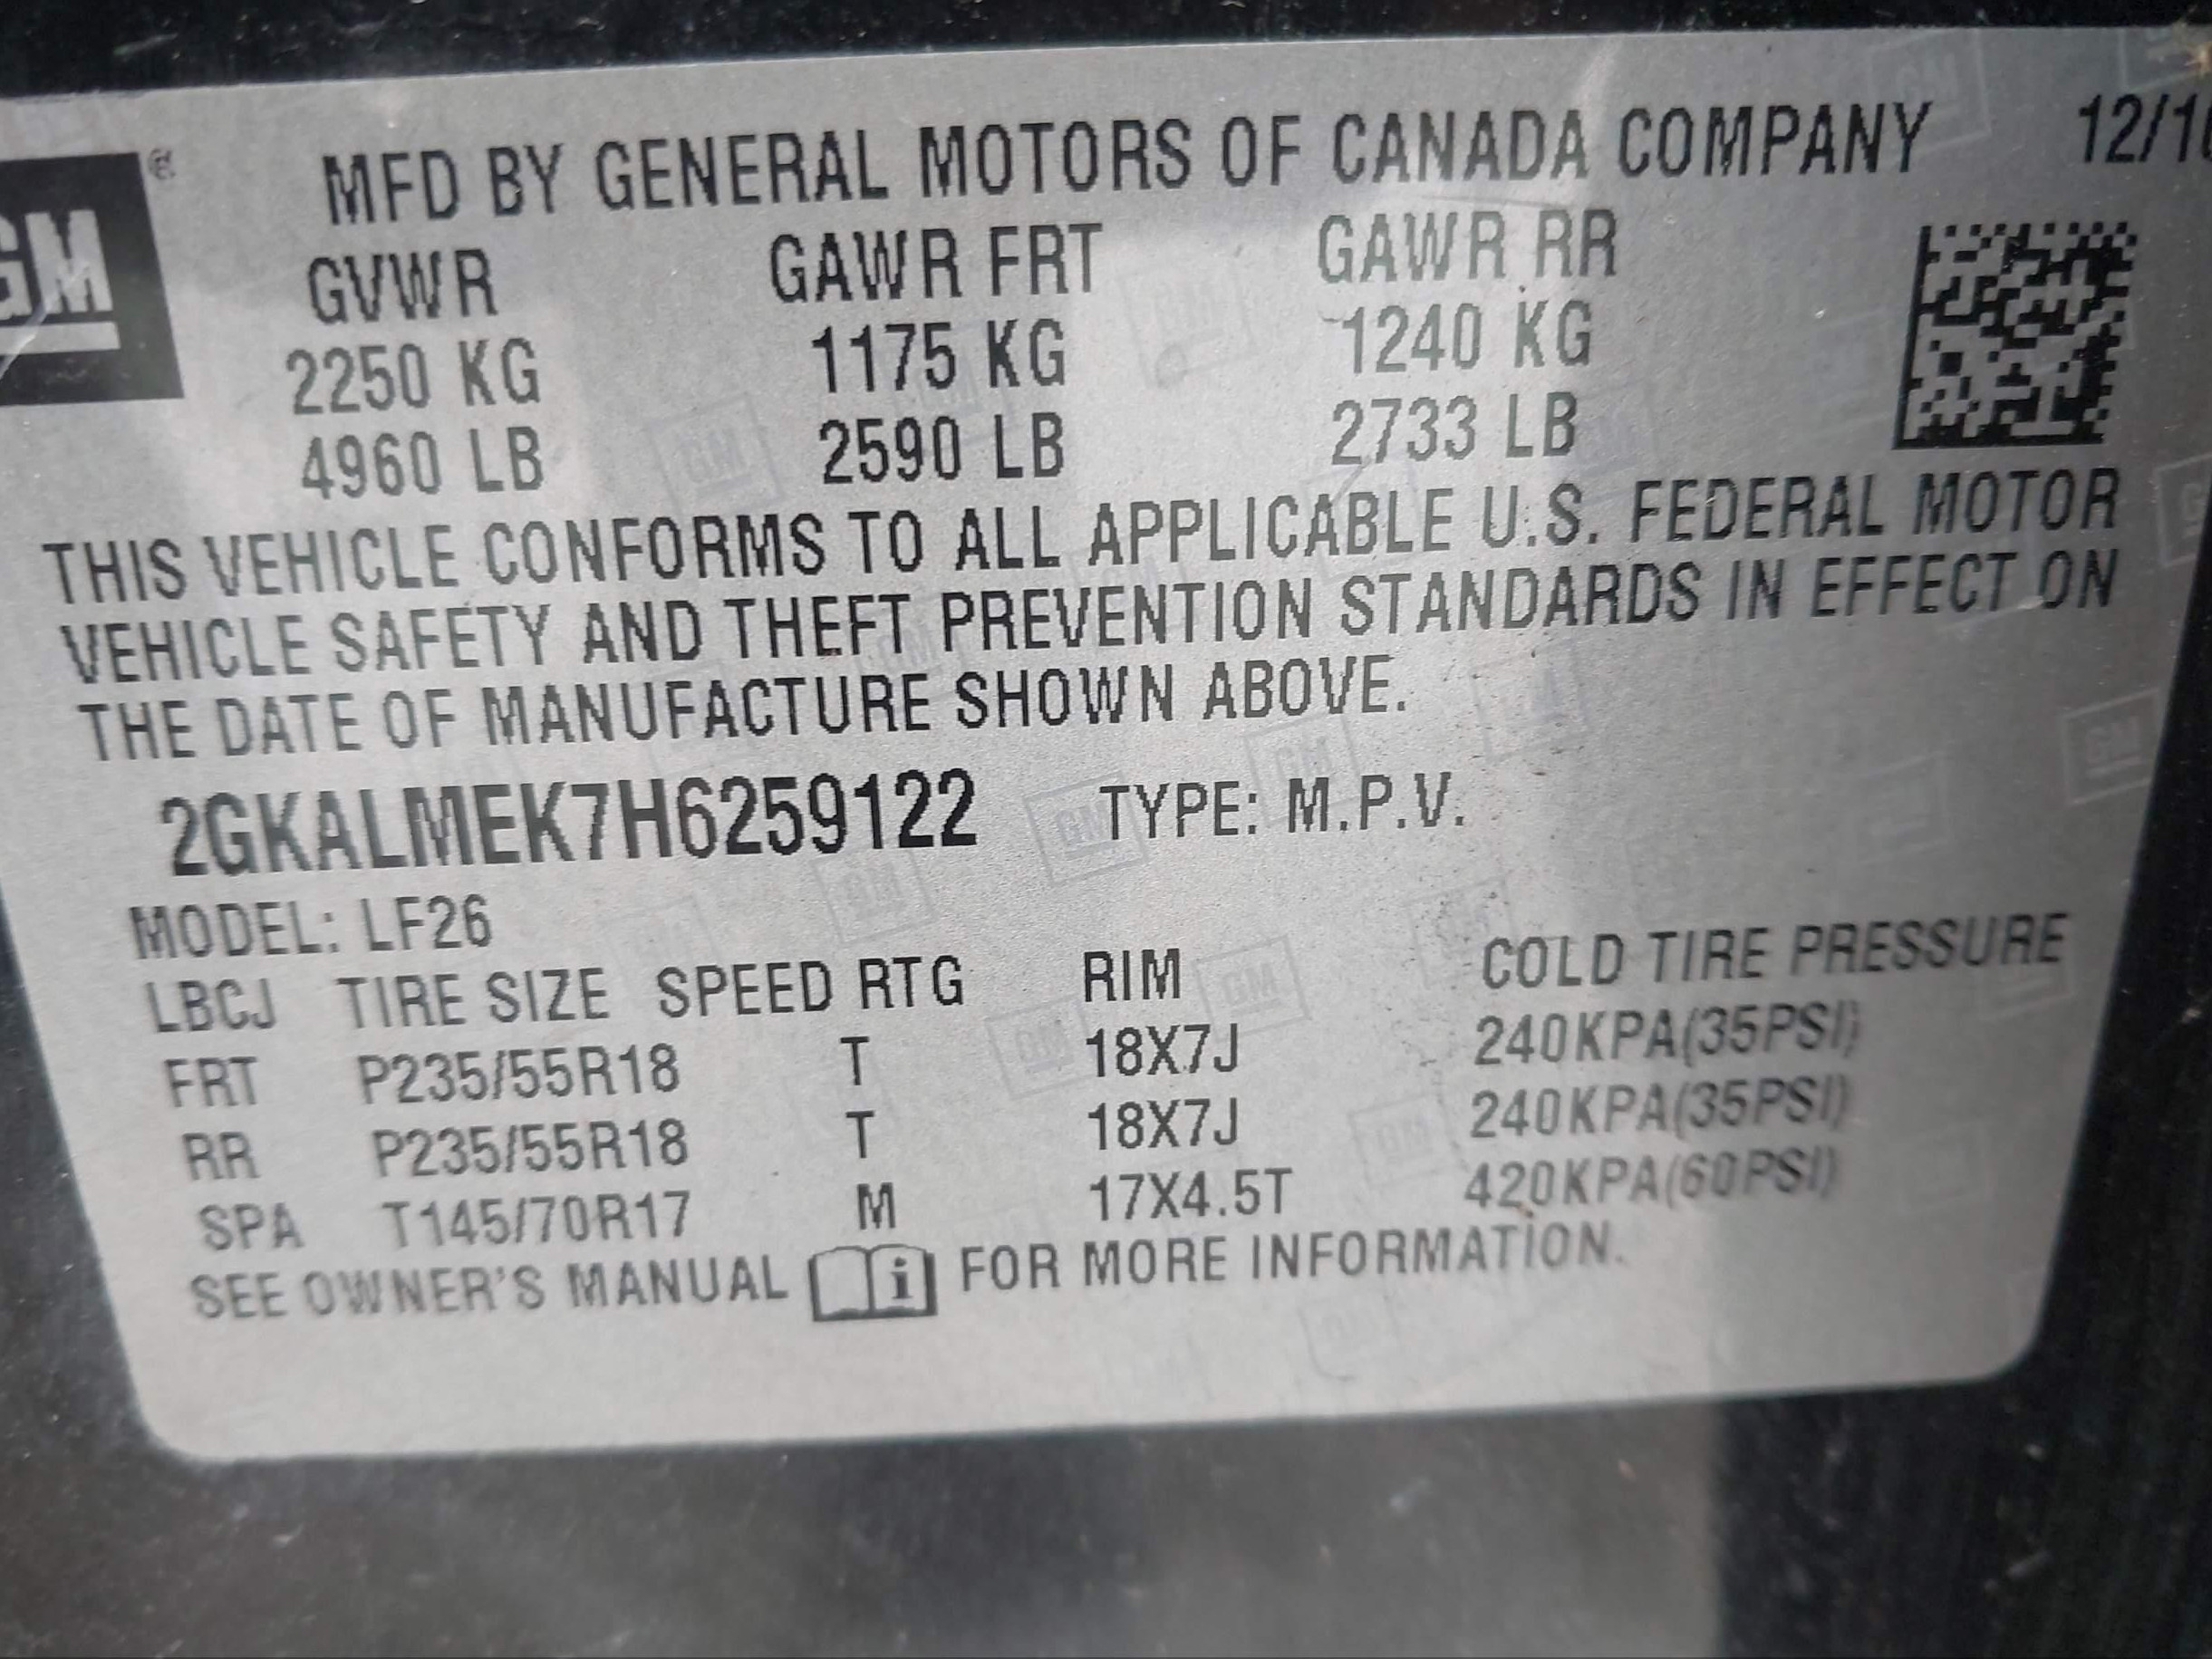 GM ®
MFD BY GENERAL MOTORS OF CANADA COMPANY 12/1
GVWR GAWR FRT GAWR RR
2250 KG 1175 KG 1240 KG
4960 LB 2590 LB 2733 LB
THIS VEHICLE CONFORMS TO ALL APPLICABLE U.S. FEDERAL MOTOR
VEHICLE SAFETY AND THEFT PREVENTION STANDARDS IN EFFECT ON
THE DATE OF MANUFACTURE SHOWN ABOVE.
2GKALMEK7H6259122 TYPE: M.P.V.
MODEL: LF26
LBCJ TIRE SIZE SPEED RTG RIM COLD TIRE PRESSURE
FRT P235/55R18 T 18X7J 240KPA(35PSI)
RR P235/55R18 T 18X7J 240KPA(35PSI)
SPA T145/70R17 M 17X4.5T 420KPA(60PSI)
SEE OWNER'S MANUAL i FOR MORE INFORMATION.